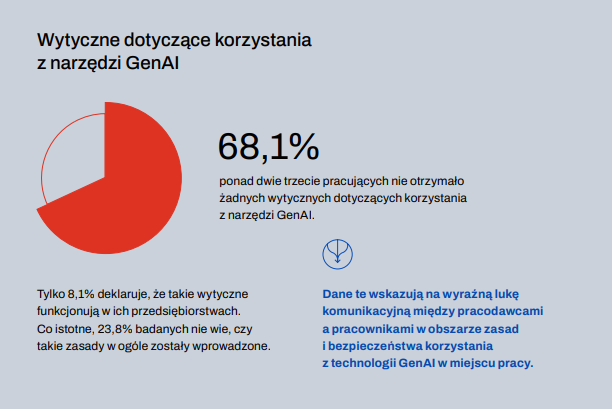 Wytyczne dotyczące korzystania
z narzędzi GenAI
68,1%
ponad dwie trzecie pracujących nie otrzymało
żadnych wytycznych dotyczących korzystania
z narzędzi GenAI.
Tylko 8,1% deklaruje, że takie wytyczne
funkcjonują w ich przedsiębiorstwach.
Co istotne, 23,8% badanych nie wie, czy
takie zasady w ogóle zostały wprowadzone.
Dane te wskazują na wyraźną lukę
komunikacyjną między pracodawcami
a pracownikami w obszarze zasad
i bezpieczeństwa korzystania
z technologii GenAI w miejscu pracy.